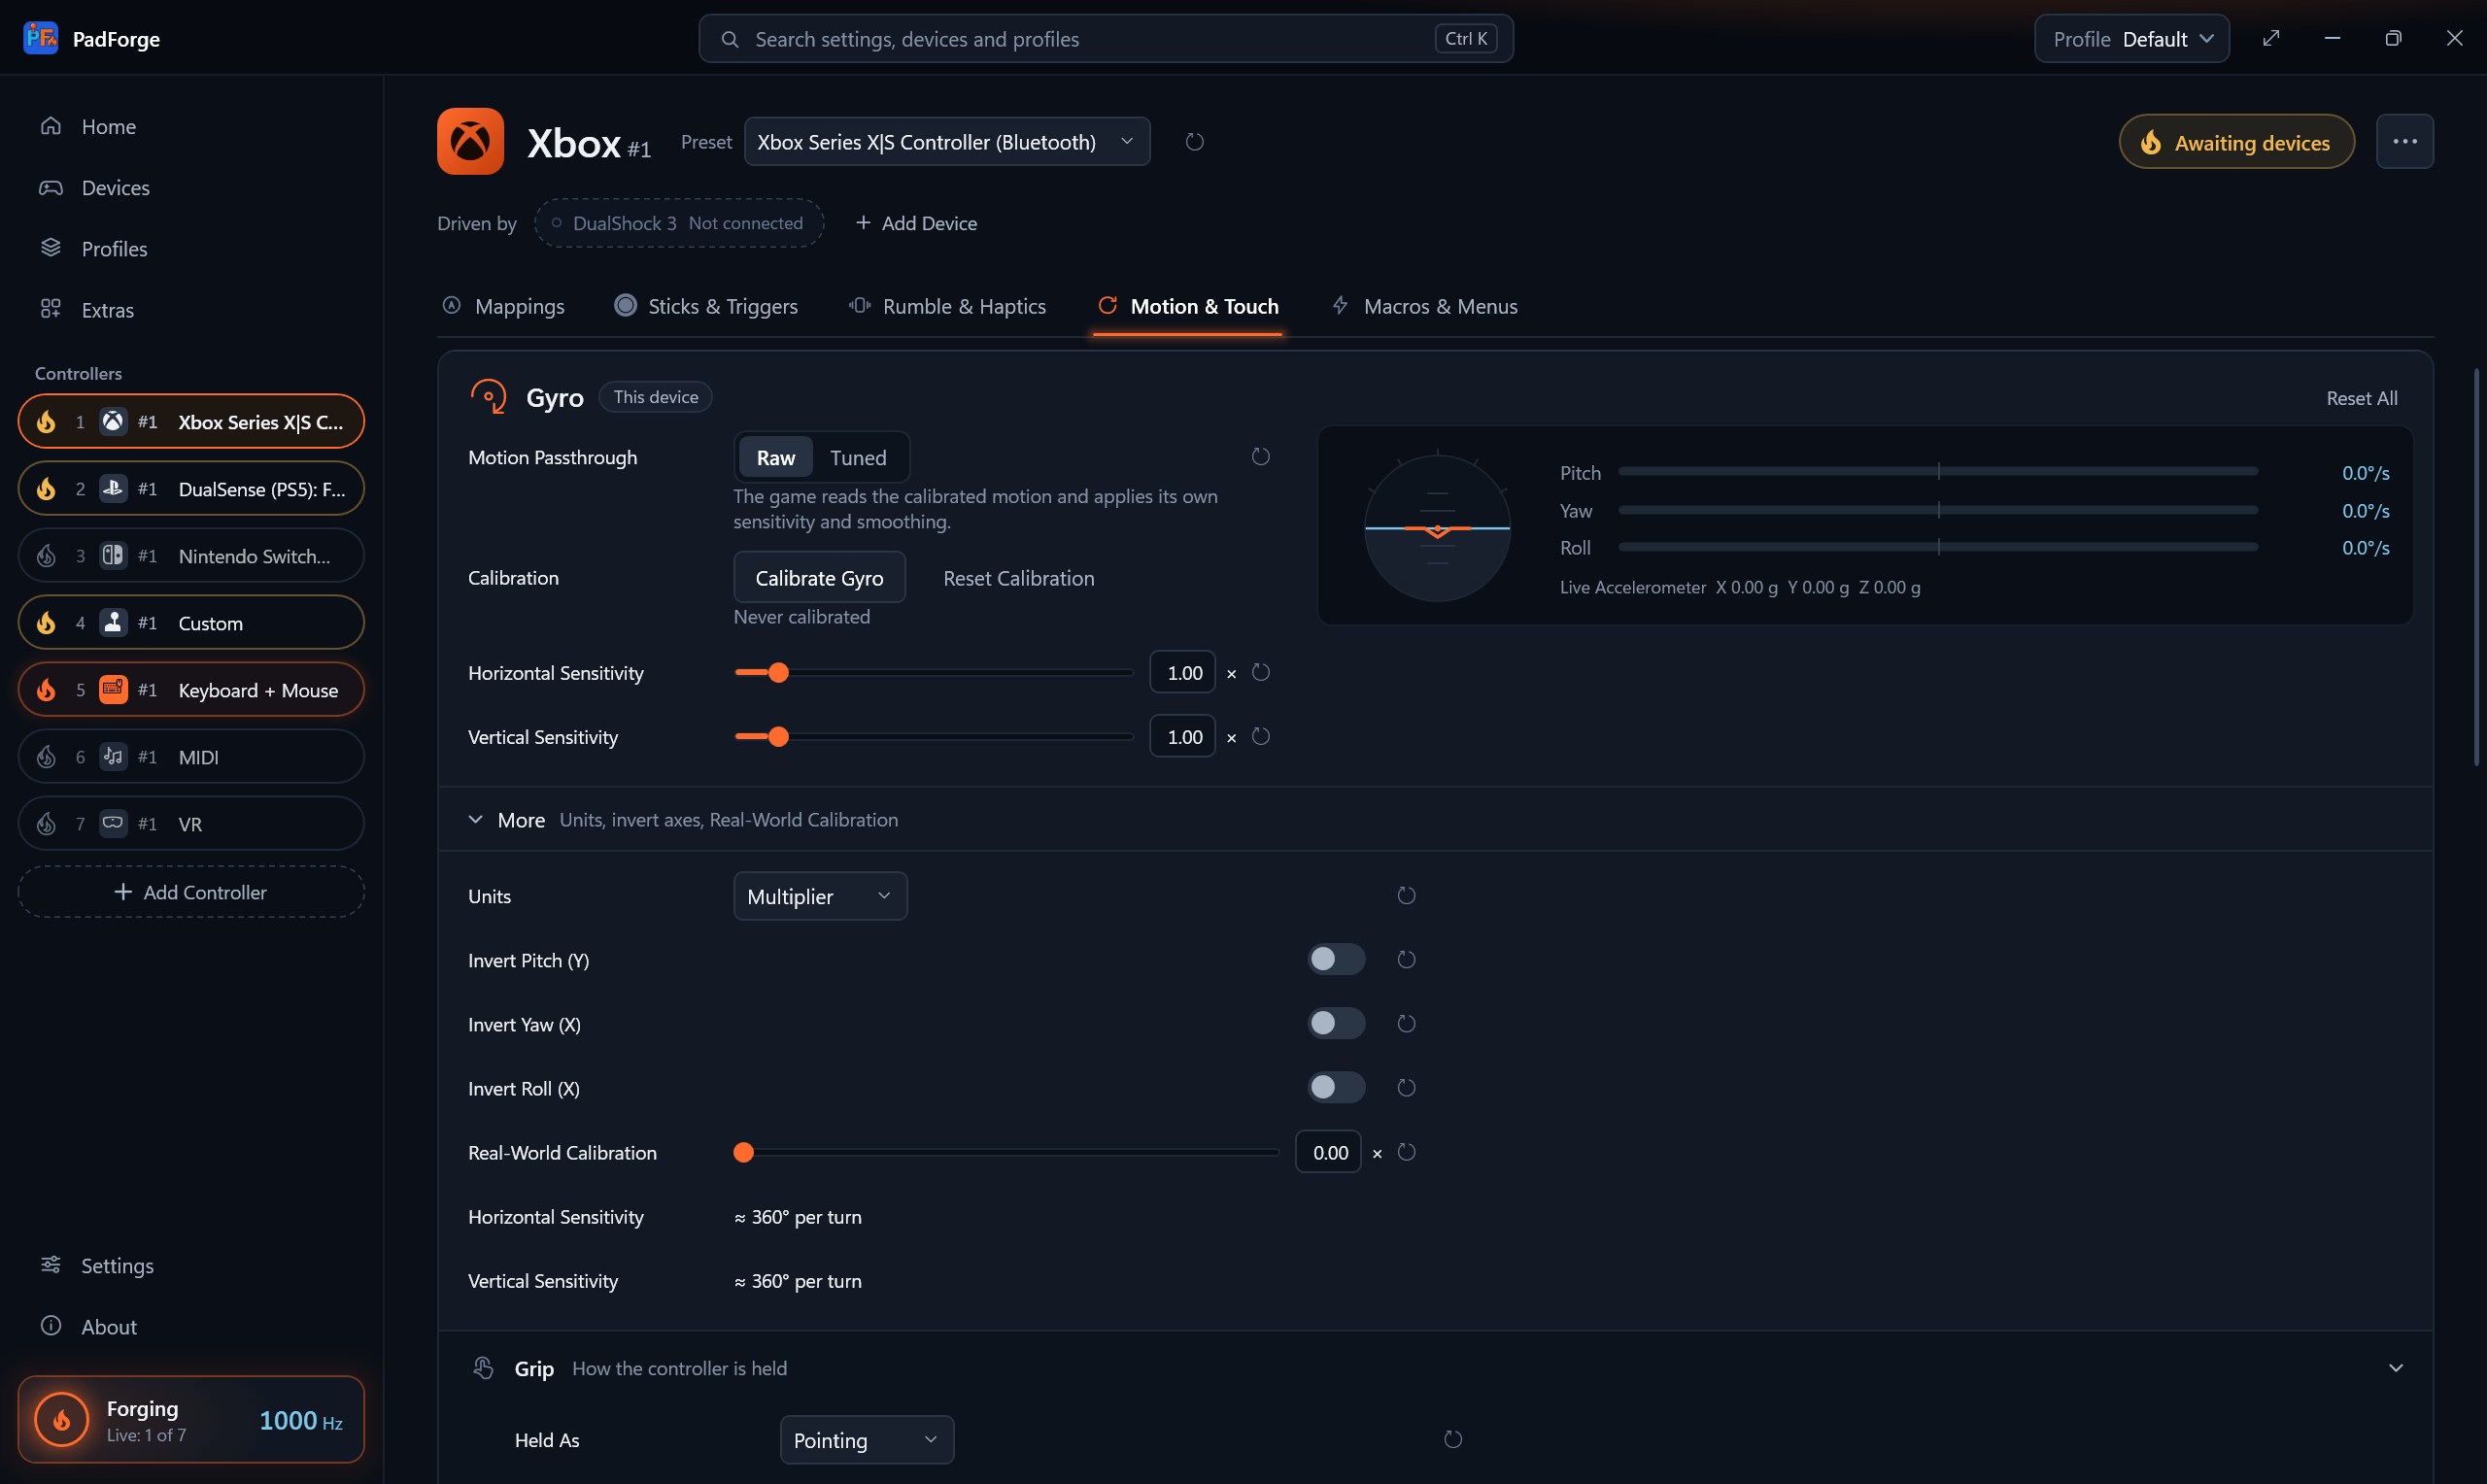 PadForge
Search settings, devices and profiles
Ctrl K
Profile Default
Home
Devices
Profiles
Extras
Controllers
1 #1 Xbox Series X|S C...
2 #1 DualSense (PS5): F...
3 #1 Nintendo Switch...
4 #1 Custom
5 #1 Keyboard + Mouse
6 #1 MIDI
7 #1 VR
+ Add Controller
Settings
About
Forging
Live: 1 of 7
1000 Hz
Xbox #1
Preset
Xbox Series X|S Controller (Bluetooth)
Awaiting devices
Driven by
DualShock 3 Not connected
+ Add Device
Mappings
Sticks & Triggers
Rumble & Haptics
Motion & Touch
Macros & Menus
Gyro
This device
Reset All
Motion Passthrough
Raw
Tuned
The game reads the calibrated motion and applies its own
sensitivity and smoothing.
Calibration
Calibrate Gyro
Reset Calibration
Never calibrated
Horizontal Sensitivity
1.00 ×
Vertical Sensitivity
1.00 ×
Pitch 0.0°/s
Yaw 0.0°/s
Roll 0.0°/s
Live Accelerometer X 0.00 g Y 0.00 g Z 0.00 g
More Units, invert axes, Real-World Calibration
Units
Multiplier
Invert Pitch (Y)
Invert Yaw (X)
Invert Roll (X)
Real-World Calibration
0.00 ×
Horizontal Sensitivity
≈ 360° per turn
Vertical Sensitivity
≈ 360° per turn
Grip How the controller is held
Held As
Pointing